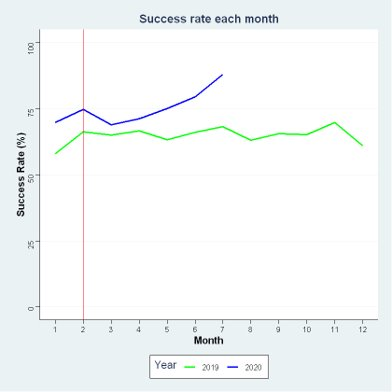 Success rate each month
100
75
50
25
0
Success Rate (%)
1 2 3 4 5 6 7 8 9 10 11 12
Month
Year 2019 2020